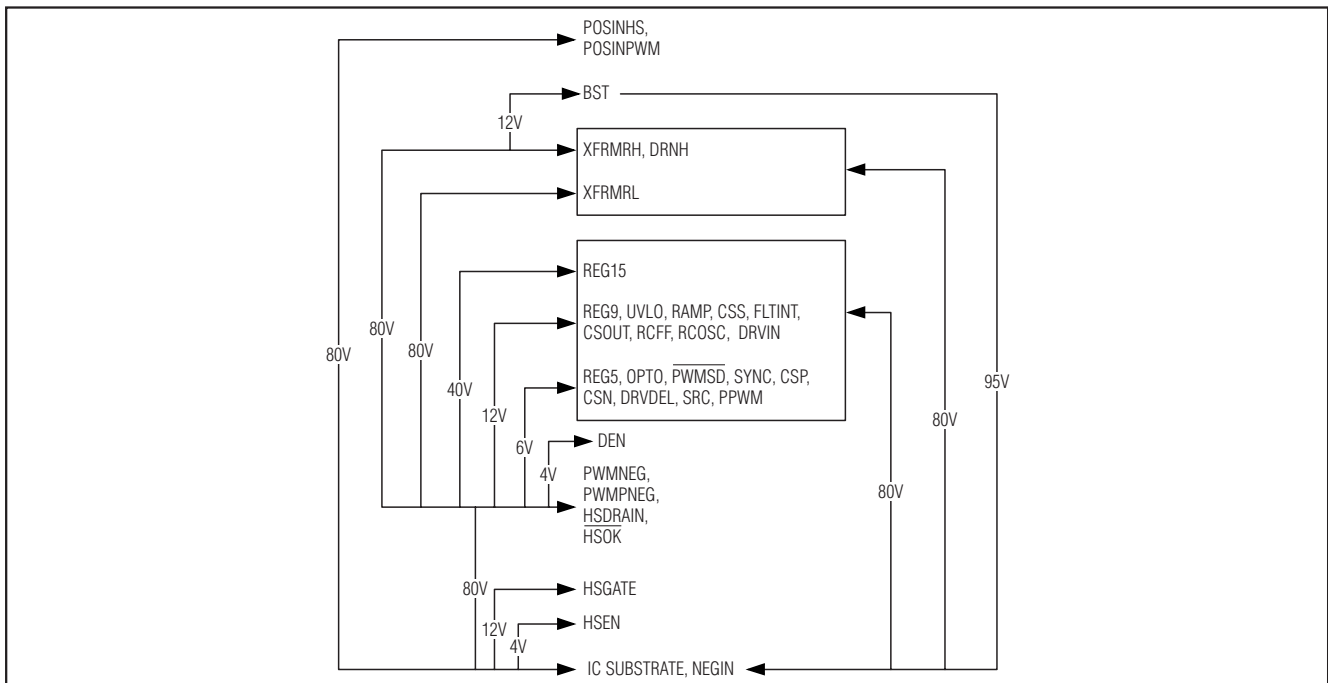 POSINHS,
POSINPWM
BST
12V
XFRMRH, DRNH
XFRMRL
REG15
REG9, UVLO, RAMP, CSS, FLTINT,
CSOUT, RCFF, RCOSC, DRVIN
REG5, OPTO, PWMSD, SYNC, CSP,
CSN, DRVDEL, SRC, PPWM
80V
80V
80V
40V
12V
6V
4V
95V
80V
80V
DEN
PWMNEG,
PWMPNEG,
HSDRAIN,
HSOK
80V
HSGATE
12V
HSEN
4V
IC SUBSTRATE, NEGIN